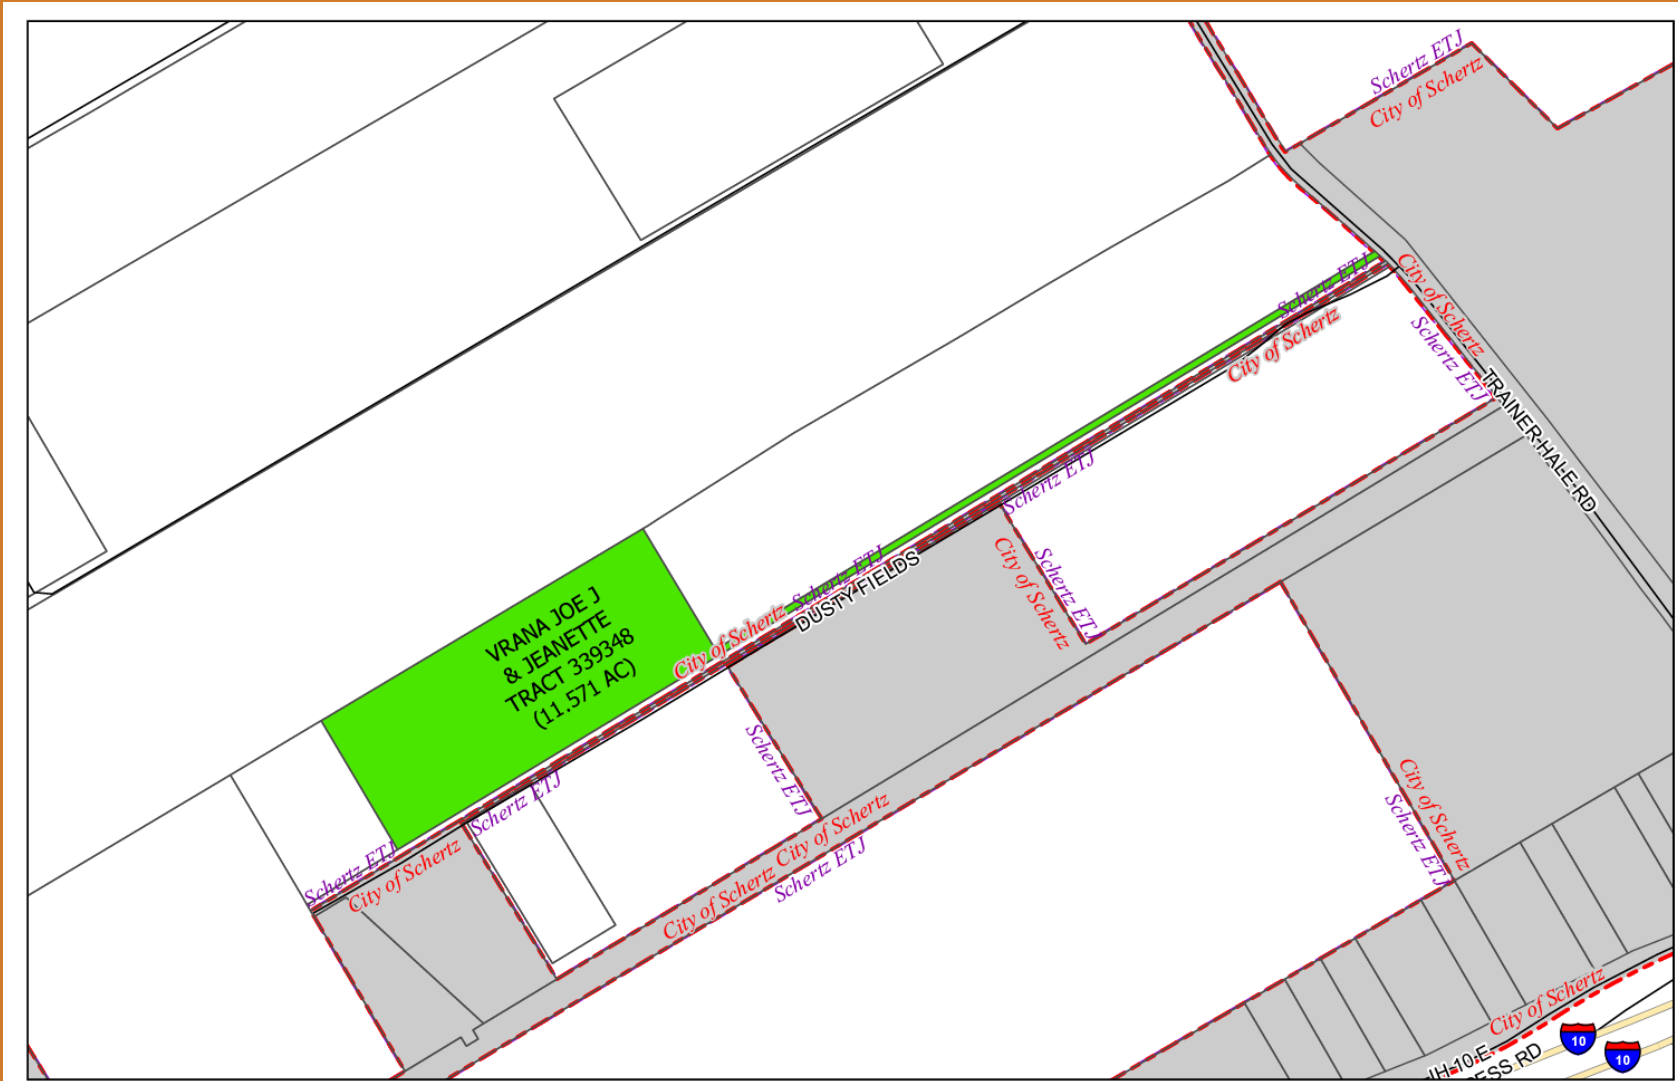 Schertz ETJ
City of Schertz
Schertz ETJ
City of Schertz
City of Schertz
Schertz ETJ
TRAINER-HALE-RD
Schertz ETJ
City of Schertz
Schertz ETJ
Schertz ETJ
DUSTY FIELDS
City of Schertz
VRANA JOE J
& JEANETTE
TRACT 339348
(11.571 AC)
Schertz ETJ
Schertz ETJ
Schertz ETJ
City of Schertz
City of Schertz
City of Schertz
Schertz ETJ
City of Schertz
Schertz ETJ
City of Schertz
IH-10-E
ESS RD
10
10